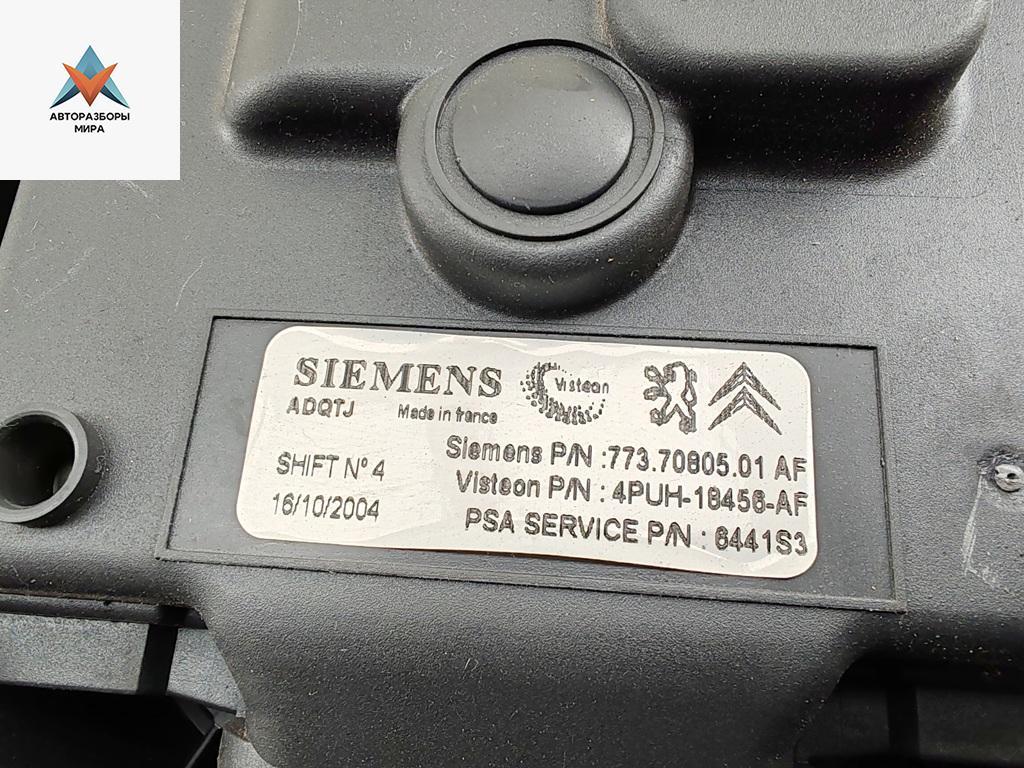 АВТОРАЗБОРЫ
МИРА
SIEMENS Visteon
ADQTJ Made in france
SHIFT N° 4
16/10/2004
Siemens P/N :773.70805.01 AF
Visteon P/N : 4PUH-18456-AF
PSA SERVICE P/N : 6441S3